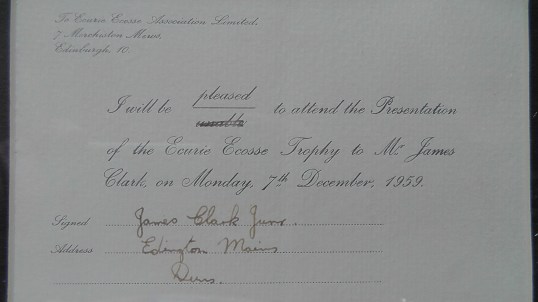 To Ecurie Ecosse Association Limited,
7 Merchiston Mews,
Edinburgh, 10.
I will be pleased to attend the Presentation
unable
of the Ecurie Ecosse Trophy to Mr James
Clark, on Monday, 7th December, 1959.
Signed James Clark Junr.
Address Edington Mains
Duns.